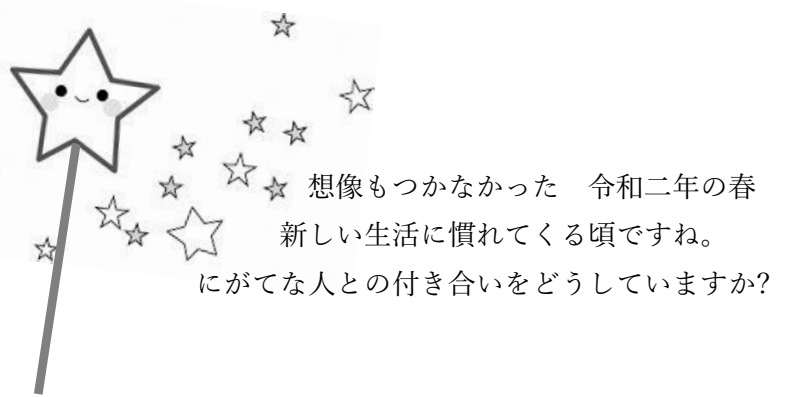 想像もつかなかった　令和二年の春
新しい生活に慣れてくる頃ですね。
にがてな人との付き合いをどうしていますか?